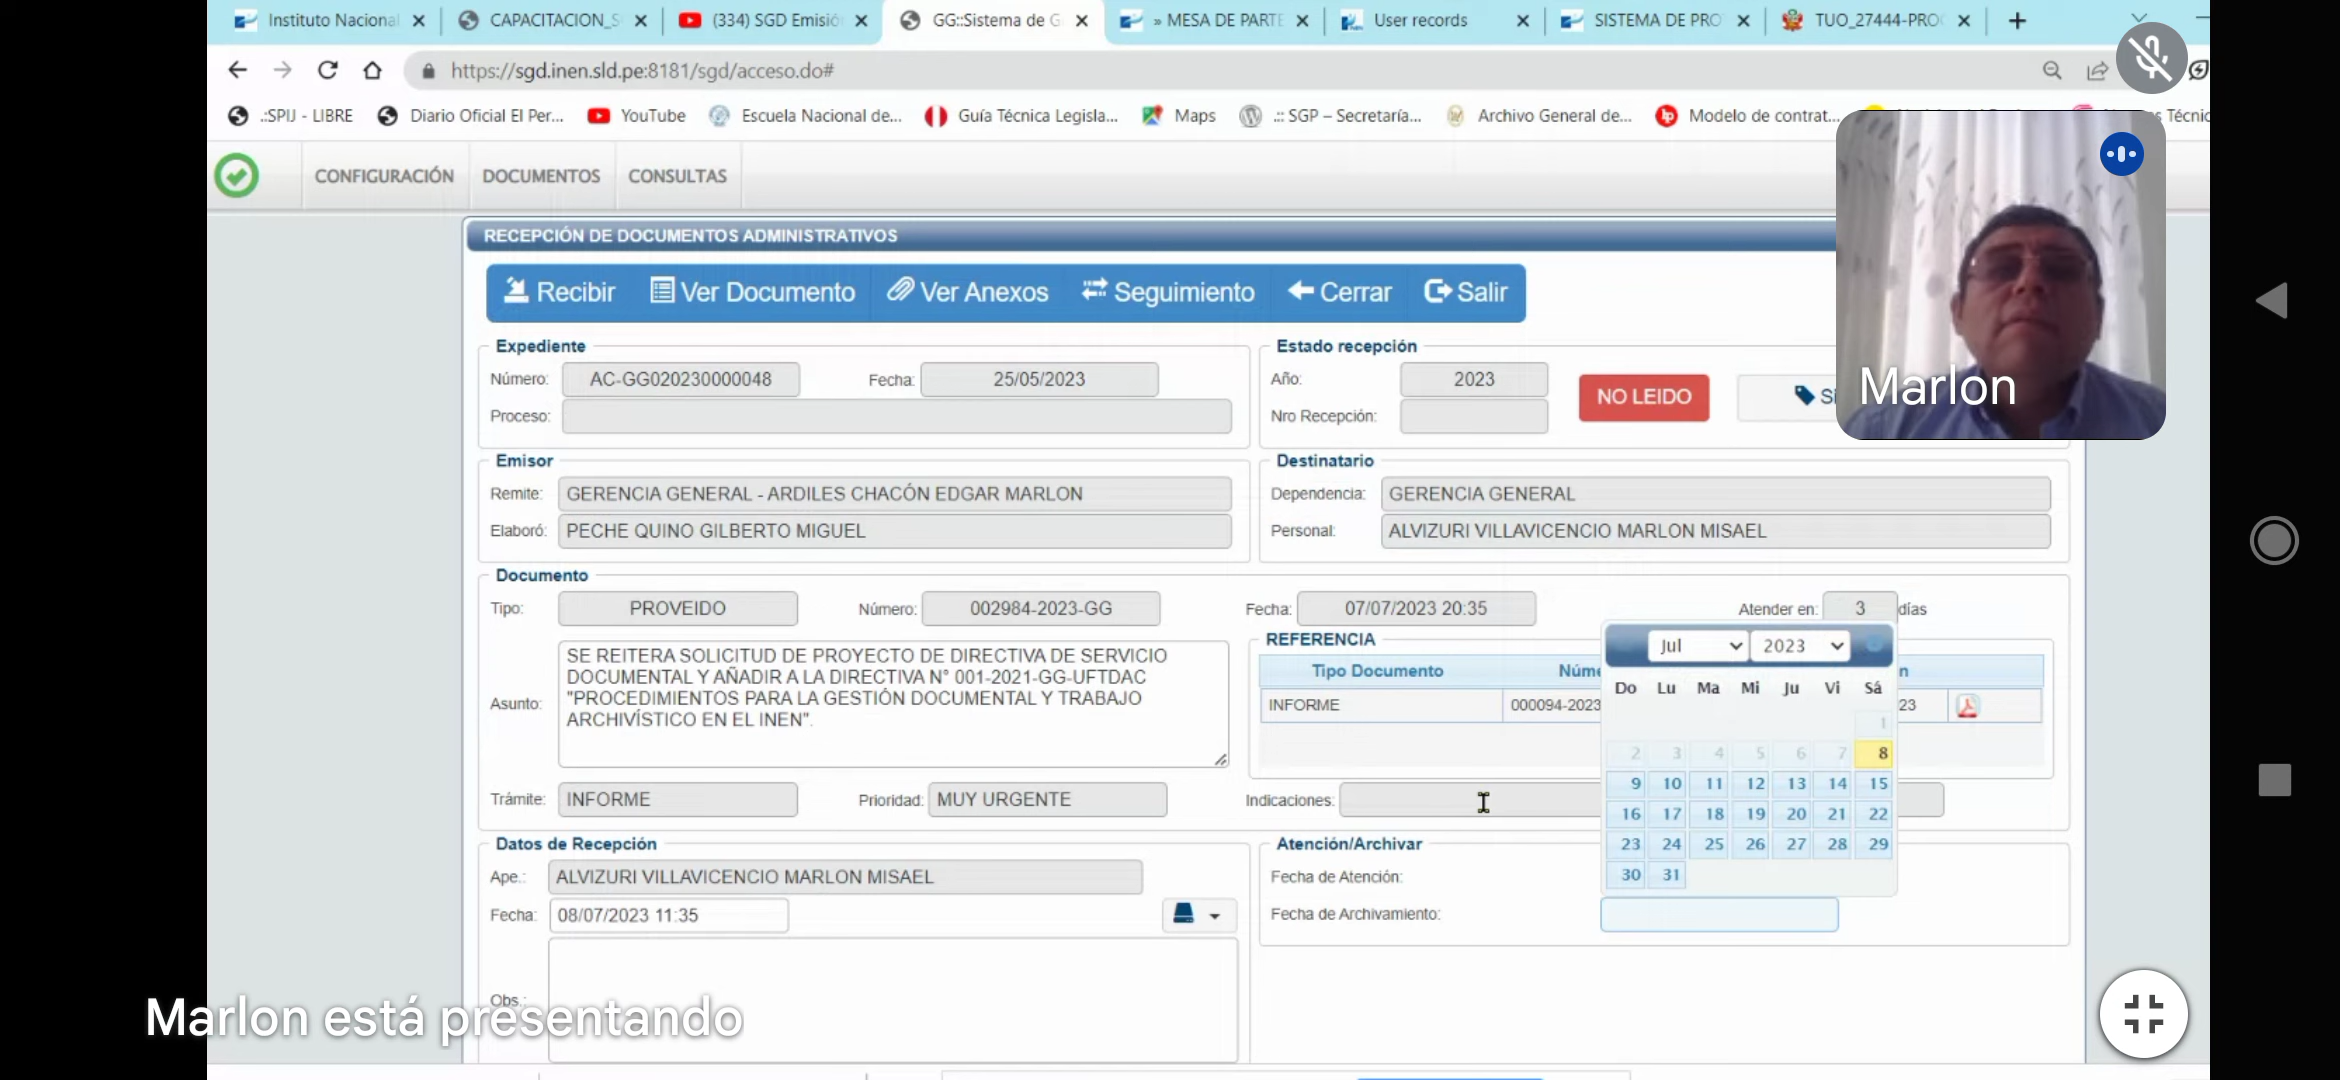 Instituto Nacional
CAPACITACION_S
(334) SGD Emisió
GG::Sistema de G
» MESA DE PARTE
User records
SISTEMA DE PRO
TUO_27444-PRO
https://sgd.inen.sld.pe:8181/sgd/acceso.do#
.:SPIJ - LIBRE
Diario Oficial El Per...
YouTube
Escuela Nacional de...
Guía Técnica Legisla...
Maps
.:: SGP – Secretaría...
Archivo General de...
Modelo de contrat...
CONFIGURACIÓN
DOCUMENTOS
CONSULTAS
RECEPCIÓN DE DOCUMENTOS ADMINISTRATIVOS
Recibir
Ver Documento
Ver Anexos
Seguimiento
Cerrar
Salir
Expediente
Número: AC-GG020230000048 Fecha: 25/05/2023
Proceso:
Estado recepción
Año: 2023
NO LEIDO
Nro Recepción:
Marlon
Emisor
Remite: GERENCIA GENERAL - ARDILES CHACÓN EDGAR MARLON
Elaboró: PECHE QUINO GILBERTO MIGUEL
Destinatario
Dependencia: GERENCIA GENERAL
Personal: ALVIZURI VILLAVICENCIO MARLON MISAEL
Documento
Tipo: PROVEIDO Número: 002984-2023-GG Fecha: 07/07/2023 20:35 Atender en: 3 días
Asunto:
SE REITERA SOLICITUD DE PROYECTO DE DIRECTIVA DE SERVICIO
DOCUMENTAL Y AÑADIR A LA DIRECTIVA N° 001-2021-GG-UFTDAC
"PROCEDIMIENTOS PARA LA GESTIÓN DOCUMENTAL Y TRABAJO
ARCHIVÍSTICO EN EL INEN".
REFERENCIA
Tipo Documento Núme n
INFORME 000094-2023 23
Trámite: INFORME Prioridad: MUY URGENTE Indicaciones:
Jul 2023
Do Lu Ma Mi Ju Vi Sá
1
2 3 4 5 6 7 8
9 10 11 12 13 14 15
16 17 18 19 20 21 22
23 24 25 26 27 28 29
30 31
Datos de Recepción
Ape.: ALVIZURI VILLAVICENCIO MARLON MISAEL
Fecha: 08/07/2023 11:35
Obs.:
Atención/Archivar
Fecha de Atención:
Fecha de Archivamiento:
Marlon está presentando